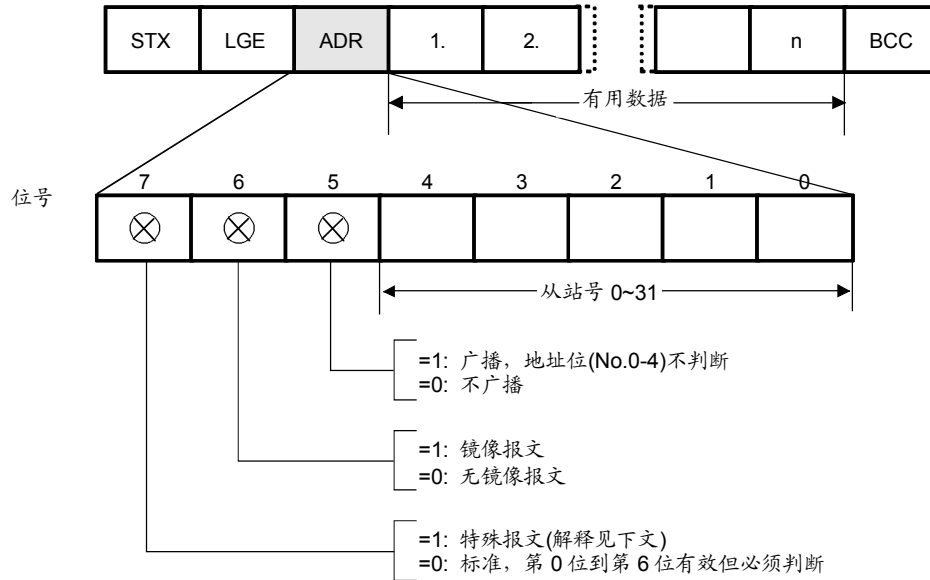 STX LGE ADR 1. 2. n BCC
有用数据
7 6 5 4 3 2 1 0
位号
从站号 0~31
=1: 广播，地址位(No.0-4)不判断
=0: 不广播
=1: 镜像报文
=0: 无镜像报文
=1: 特殊报文(解释见下文)
=0: 标准，第 0 位到第 6 位有效但必须判断